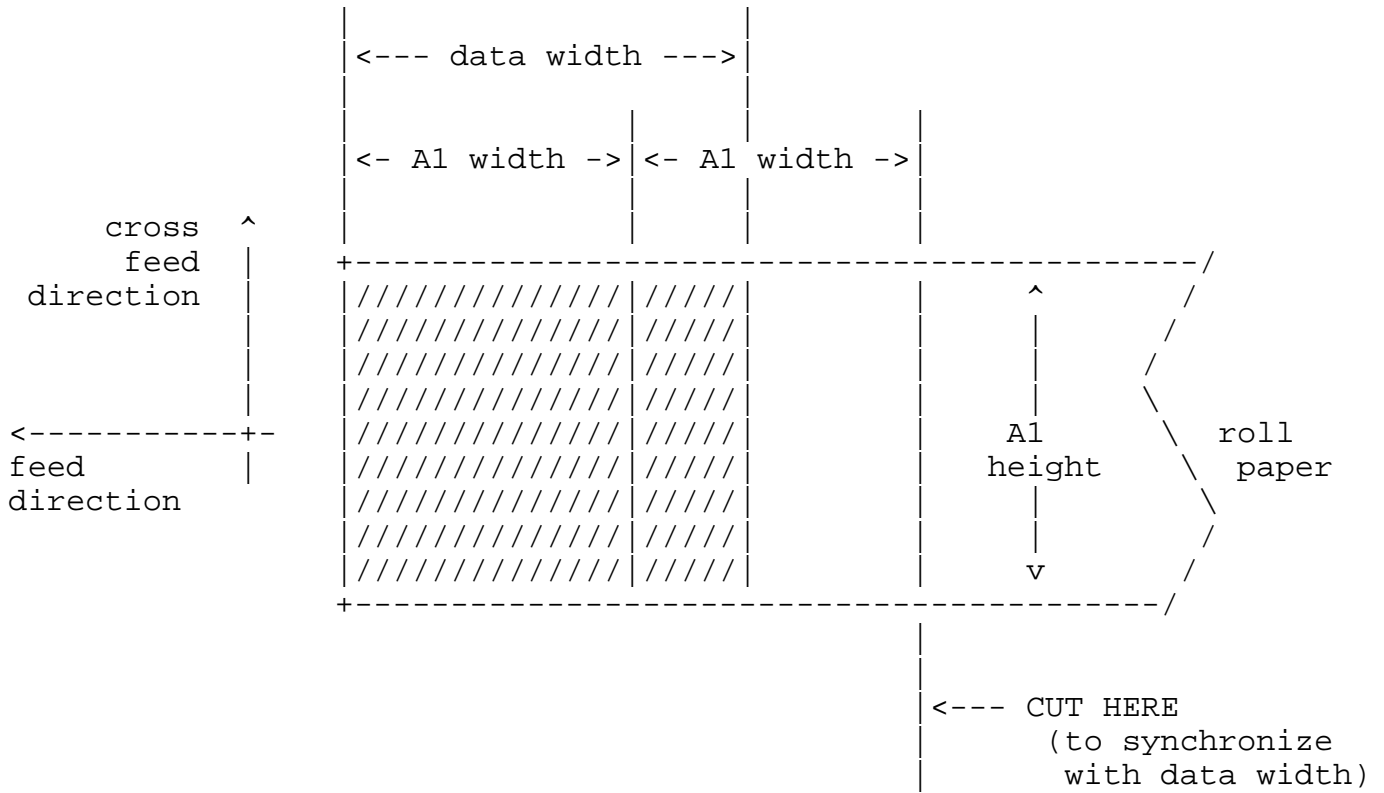 <--- data width --->
<- A1 width -> <- A1 width ->
cross
feed
direction
A1
height
roll
paper
feed
direction
<--- CUT HERE
(to synchronize
with data width)